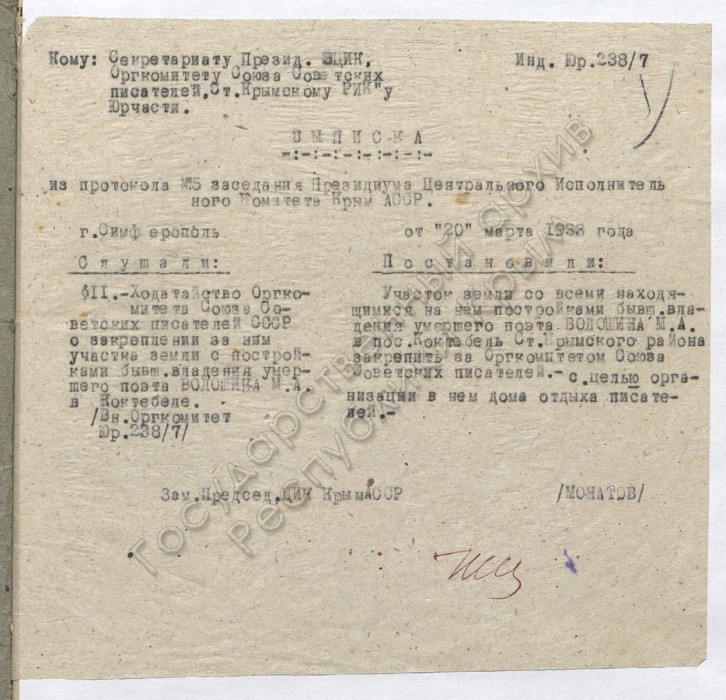 Кому: Секретариату Презид. ВЦИК,
Оргкомитету Союза Советских
писателей, Ст.Крымскому РИК"у
Юрчасти.
Инд. Юр.238/7
ВЫПИСКА
-:-:-:-:-:-:-:-
из протокола №5 заседания Президиума Центрального Исполнитель
ного Комитета Крым АССР.
г.Симферополь
от "20" марта 1933 года
Слушали:
§II.-Ходатайство Оргко-
митета Союза Со-
ветских писателей СССР
о закреплении за ним
участка земли с построй-
ками бывш.владения умер-
шего поэта ВОЛОШИНА М.А.
в Коктебеле.
/Вн.Оргкомитет
Юр.238/7/
Постановили:
Участок земли со всеми находя-
щимися на нем постройками бывш.вла-
дения умершего поэта ВОЛОШИНА М.А.
в пос.Коктебель Ст.Крымского района
закрепить за Оргкомитетом Союза
Советских писателей.- с целью орга-
низации в нем дома отдыха писате-
лей.-
Зам.Председ.ЦИК КрымАССР
/МОНАТОВ/
Государственный архив
Республики Крым